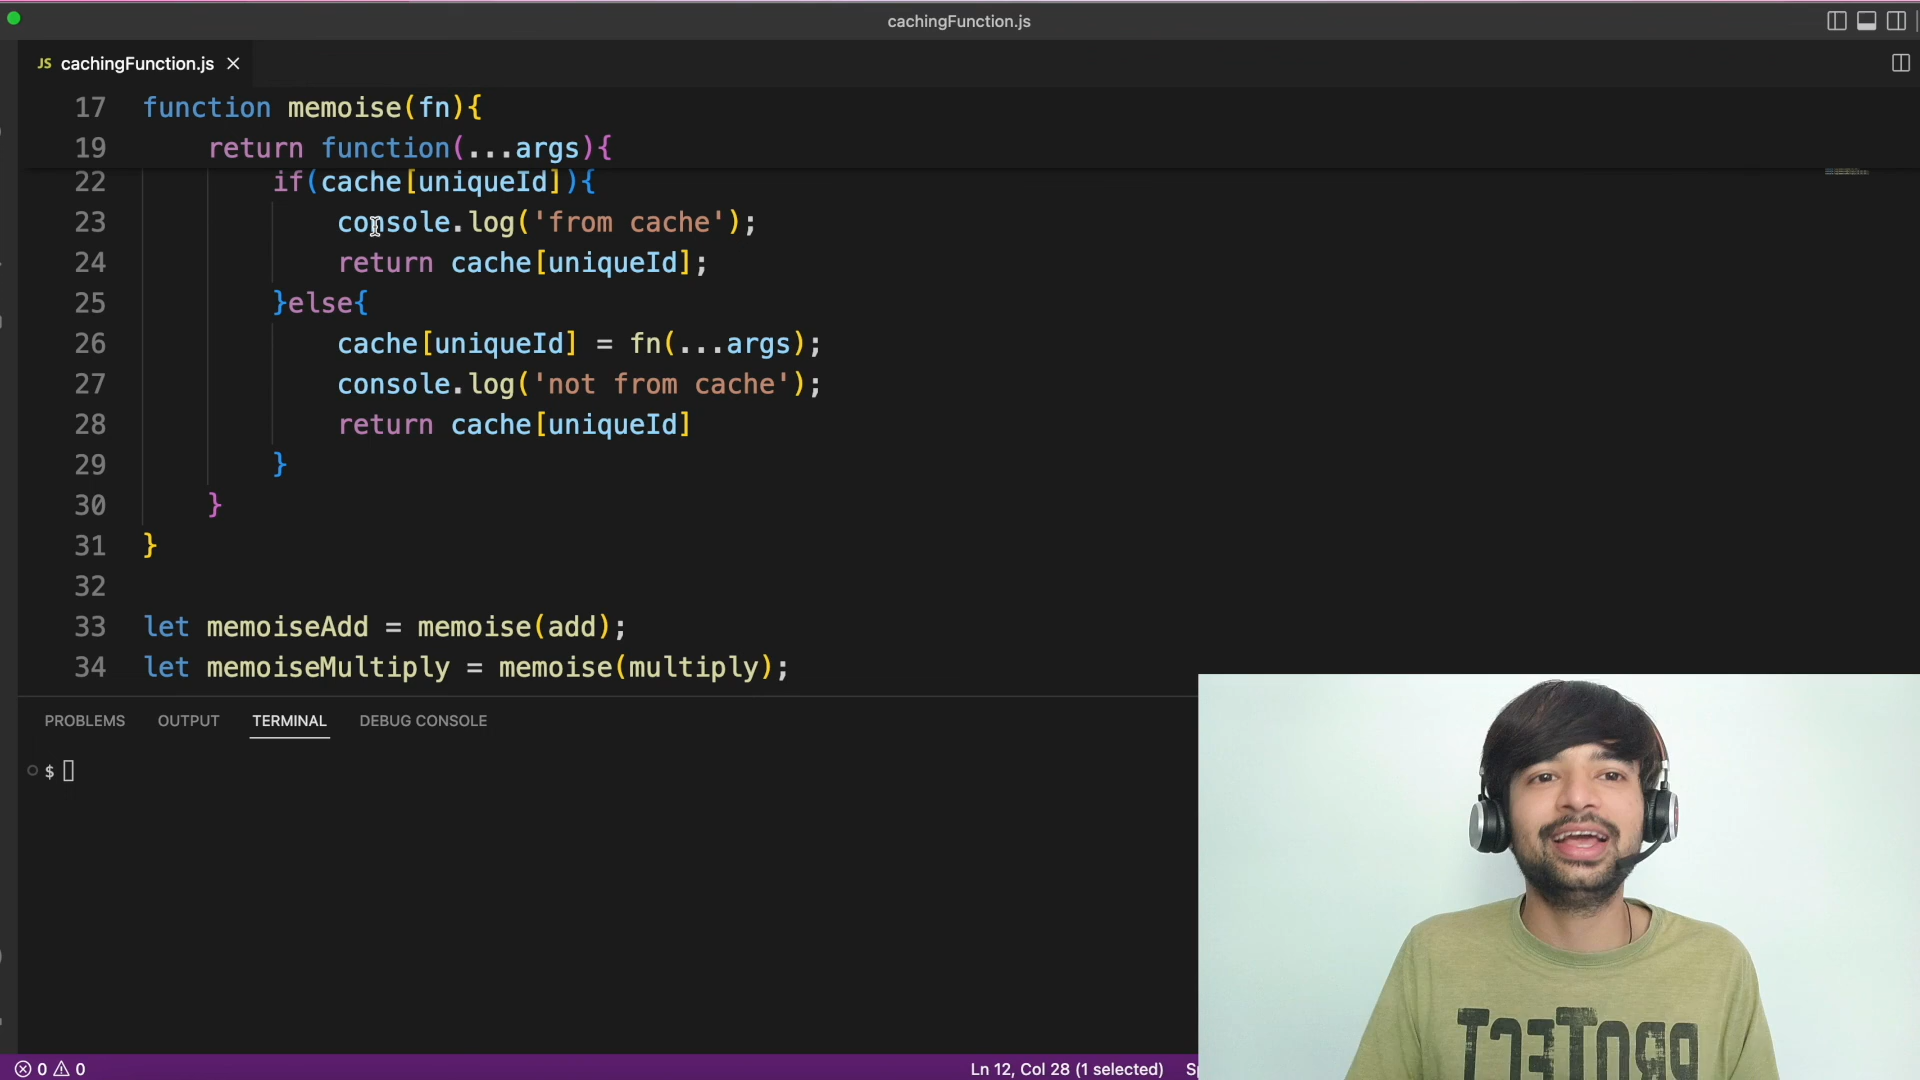 cachingFunction.js
JS cachingFunction.js
17 function memoise(fn){
19 return function(...args){
22 if(cache[uniqueId]){
23 console.log('from cache');
24 return cache[uniqueId];
25 }else{
26 cache[uniqueId] = fn(...args);
27 console.log('not from cache');
28 return cache[uniqueId]
29 }
30 }
31 }
32
33 let memoiseAdd = memoise(add);
34 let memoiseMultiply = memoise(multiply);
PROBLEMS OUTPUT TERMINAL DEBUG CONSOLE
$
0 0 Ln 12, Col 28 (1 selected) Sp
PROTECT